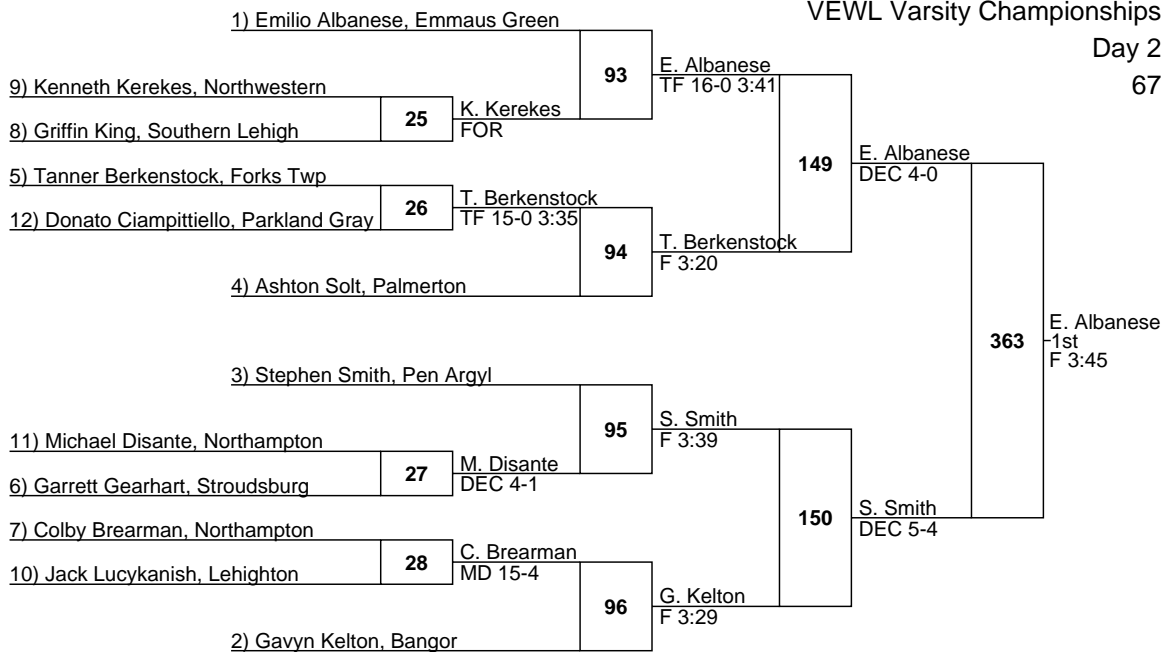 VEWL Varsity Championships
Day 2
67
1) Emilio Albanese, Emmaus Green
93
E. Albanese
TF 16-0 3:41
9) Kenneth Kerekes, Northwestern
25
K. Kerekes
FOR
8) Griffin King, Southern Lehigh
149
E. Albanese
DEC 4-0
5) Tanner Berkenstock, Forks Twp
26
T. Berkenstock
TF 15-0 3:35
12) Donato Ciampittiello, Parkland Gray
94
T. Berkenstock
F 3:20
4) Ashton Solt, Palmerton
363
E. Albanese
1st
F 3:45
3) Stephen Smith, Pen Argyl
95
S. Smith
F 3:39
11) Michael Disante, Northampton
27
M. Disante
DEC 4-1
6) Garrett Gearhart, Stroudsburg
150
S. Smith
DEC 5-4
7) Colby Brearman, Northampton
28
C. Brearman
MD 15-4
10) Jack Lucykanish, Lehighton
96
G. Kelton
F 3:29
2) Gavyn Kelton, Bangor